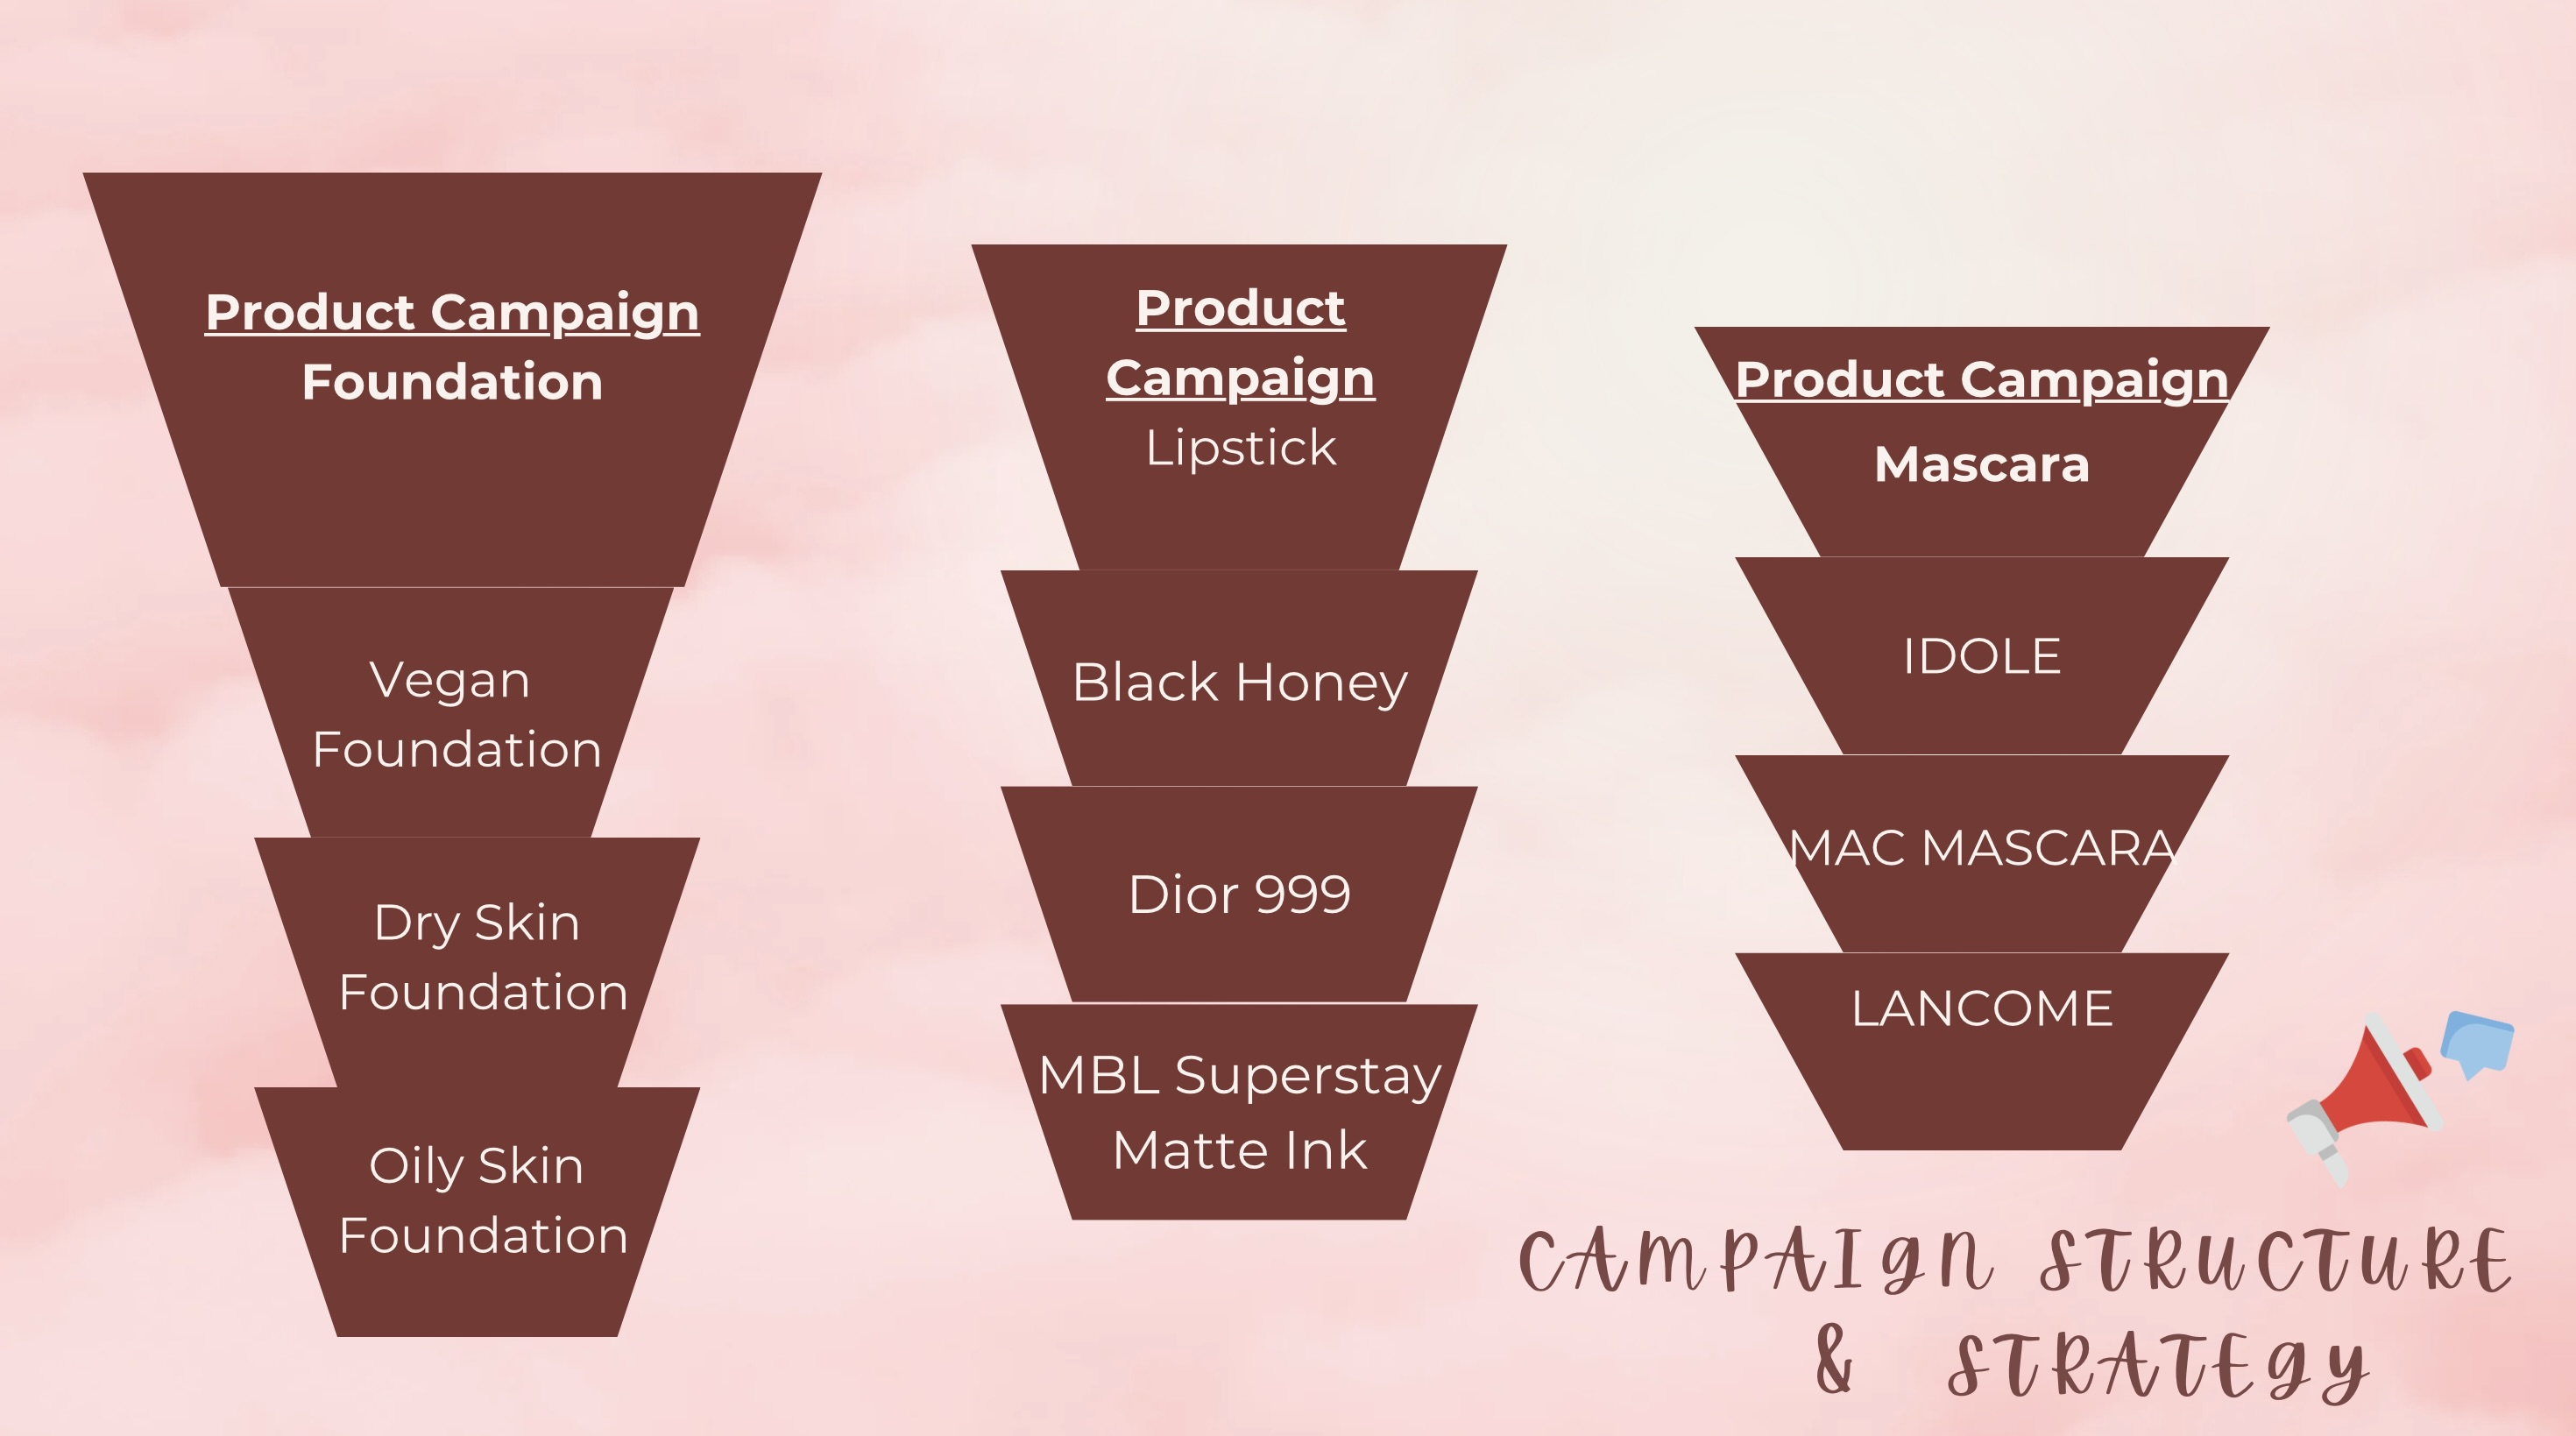 Product Campaign
Foundation
Vegan
Foundation
Dry Skin
Foundation
Oily Skin
Foundation
Product
Campaign
Lipstick
Black Honey
Dior 999
MBL Superstay
Matte Ink
Product Campaign
Mascara
IDOLE
MAC MASCARA
LANCOME
CAMPAIgn STRUCTURE
& STRATEgy